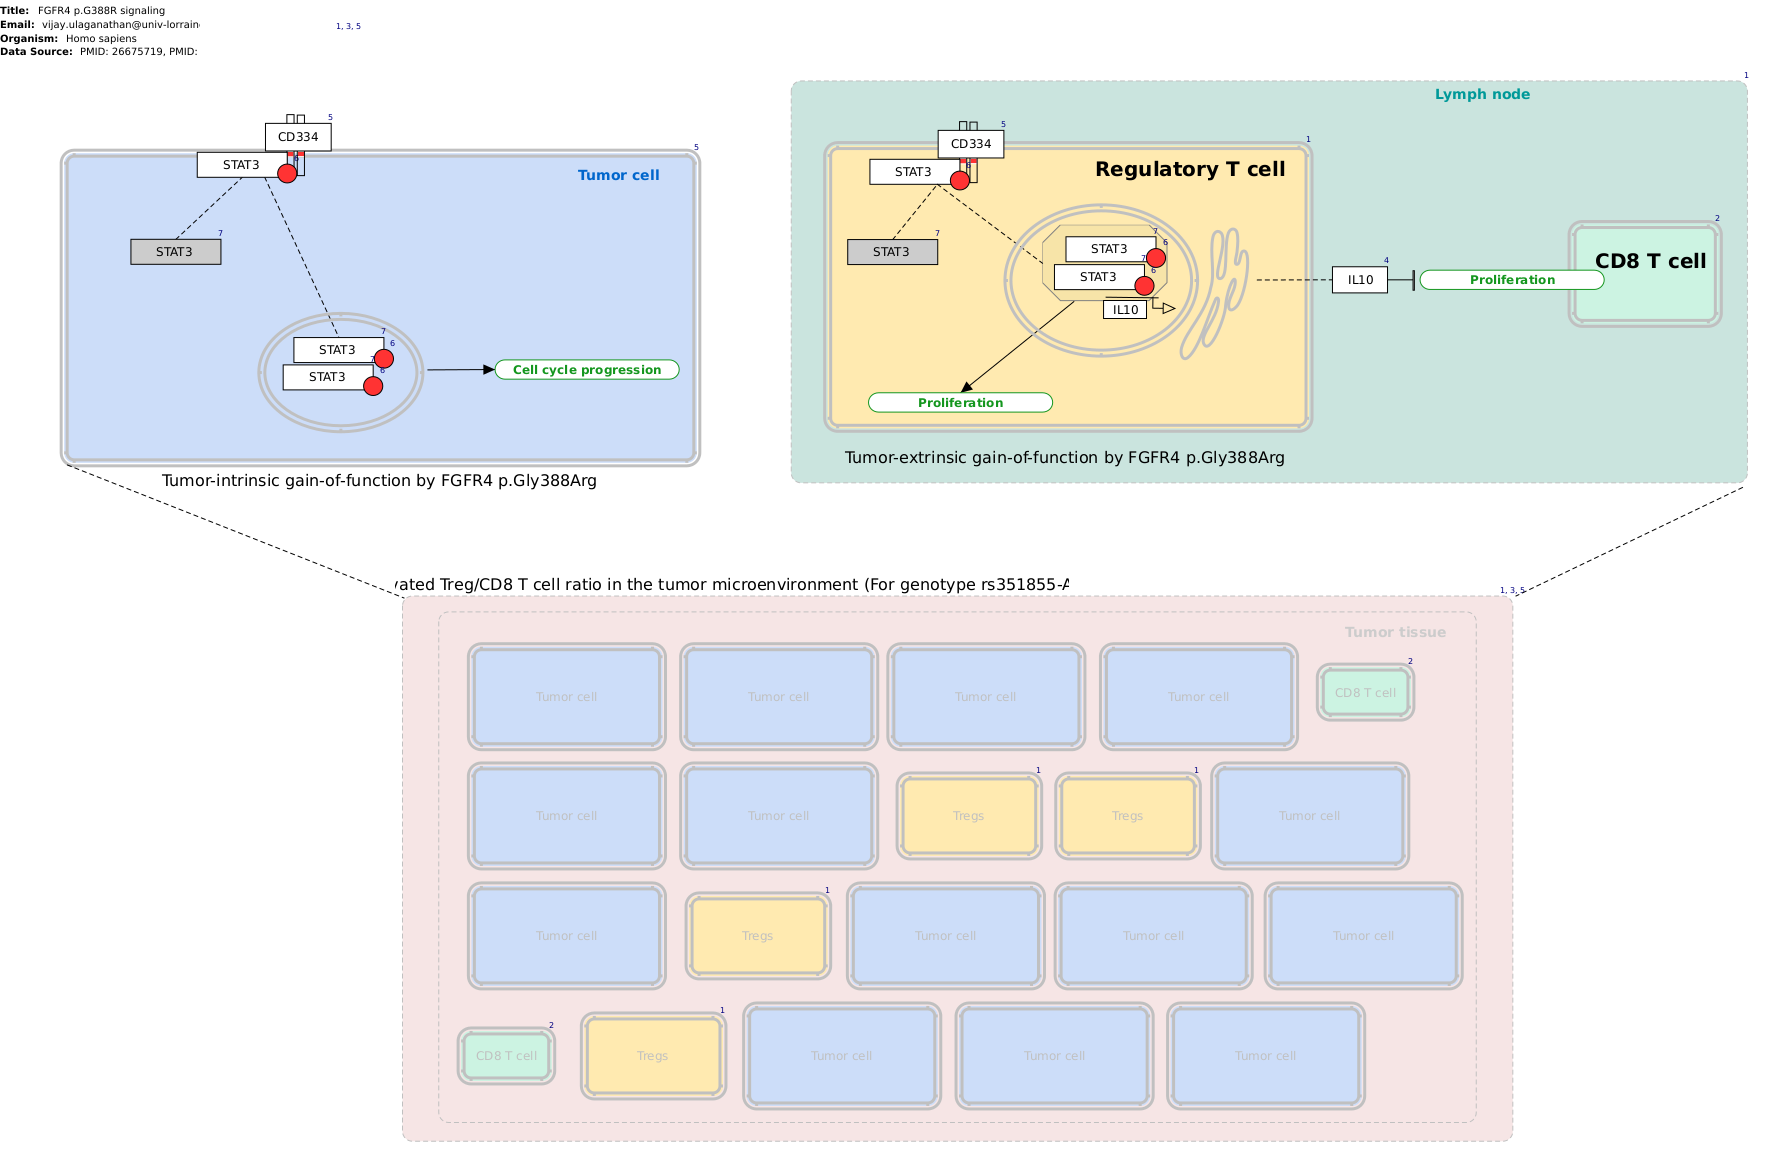 Title: FGFR4 p.G388R signaling
Email: vijay.ulaganathan@univ-lorrain
Organism: Homo sapiens
Data Source: PMID: 26675719, PMID:
1, 3, 5
5
CD334
STAT3
6
5
Tumor cell
7
STAT3
7
STAT3
6
7
STAT3
6
Cell cycle progression
Tumor-intrinsic gain-of-function by FGFR4 p.Gly388Arg
1
Lymph node
5
CD334
STAT3
6
1
Regulatory T cell
7
STAT3
7
STAT3
6
7
STAT3
6
IL10
Proliferation
4
IL10
Proliferation
2
CD8 T cell
Tumor-extrinsic gain-of-function by FGFR4 p.Gly388Arg
ated Treg/CD8 T cell ratio in the tumor microenvironment (For genotype rs351855-A
1, 3, 5
Tumor tissue
Tumor cell
Tumor cell
Tumor cell
Tumor cell
2
CD8 T cell
Tumor cell
Tumor cell
1
Tregs
1
Tregs
Tumor cell
Tumor cell
1
Tregs
Tumor cell
Tumor cell
Tumor cell
2
CD8 T cell
1
Tregs
Tumor cell
Tumor cell
Tumor cell